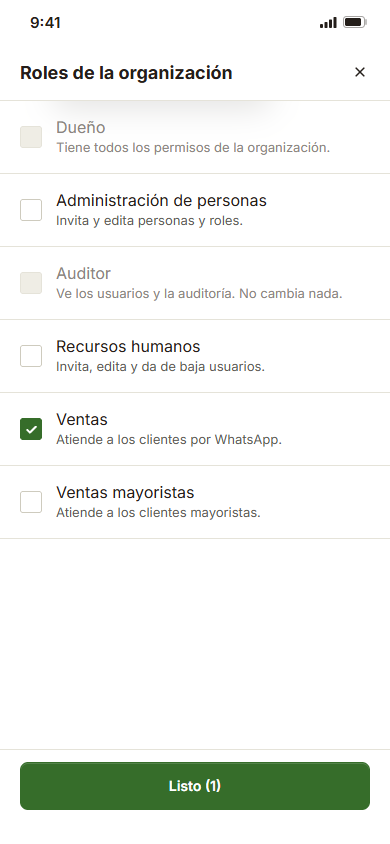 9:41
Roles de la organización
Dueño
Tiene todos los permisos de la organización.
Administración de personas
Invita y edita personas y roles.
Auditor
Ve los usuarios y la auditoría. No cambia nada.
Recursos humanos
Invita, edita y da de baja usuarios.
Ventas
Atiende a los clientes por WhatsApp.
Ventas mayoristas
Atiende a los clientes mayoristas.
Listo (1)